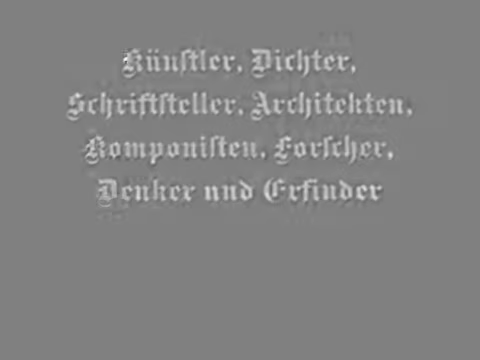 Künſtler, Dichter,
Schriftſteller, Architekten,
Komponiſten, Forſcher,
Denker und Erfinder